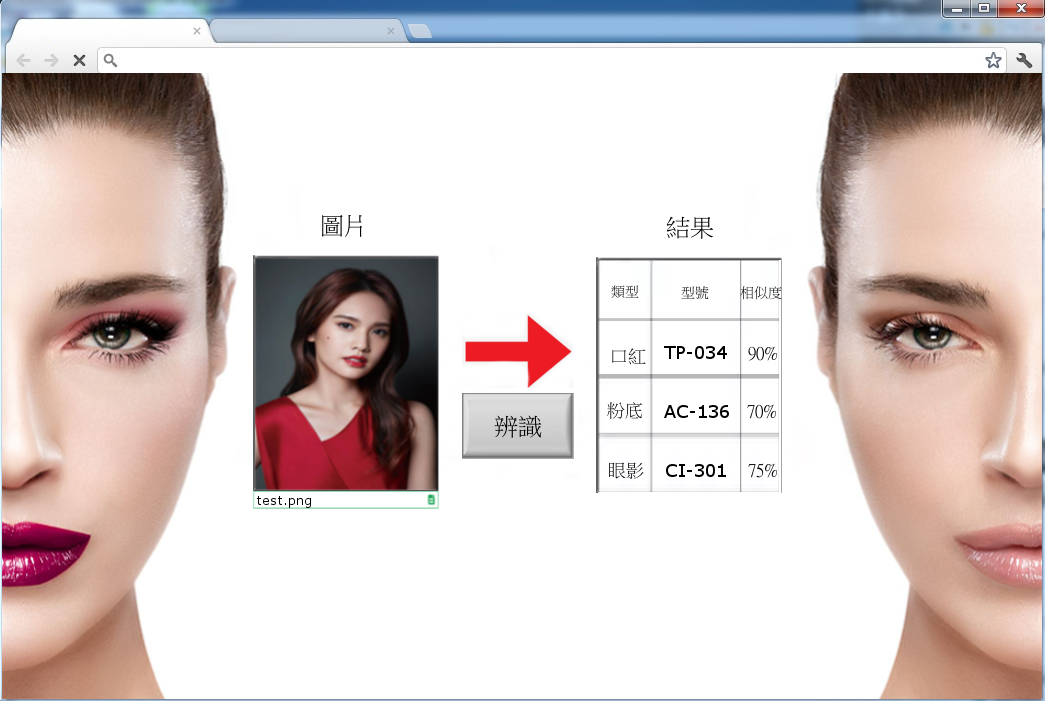 圖片
結果
類型 型號 相似度
口紅 TP-034 90%
粉底 AC-136 70%
眼影 CI-301 75%
辨識
test.png